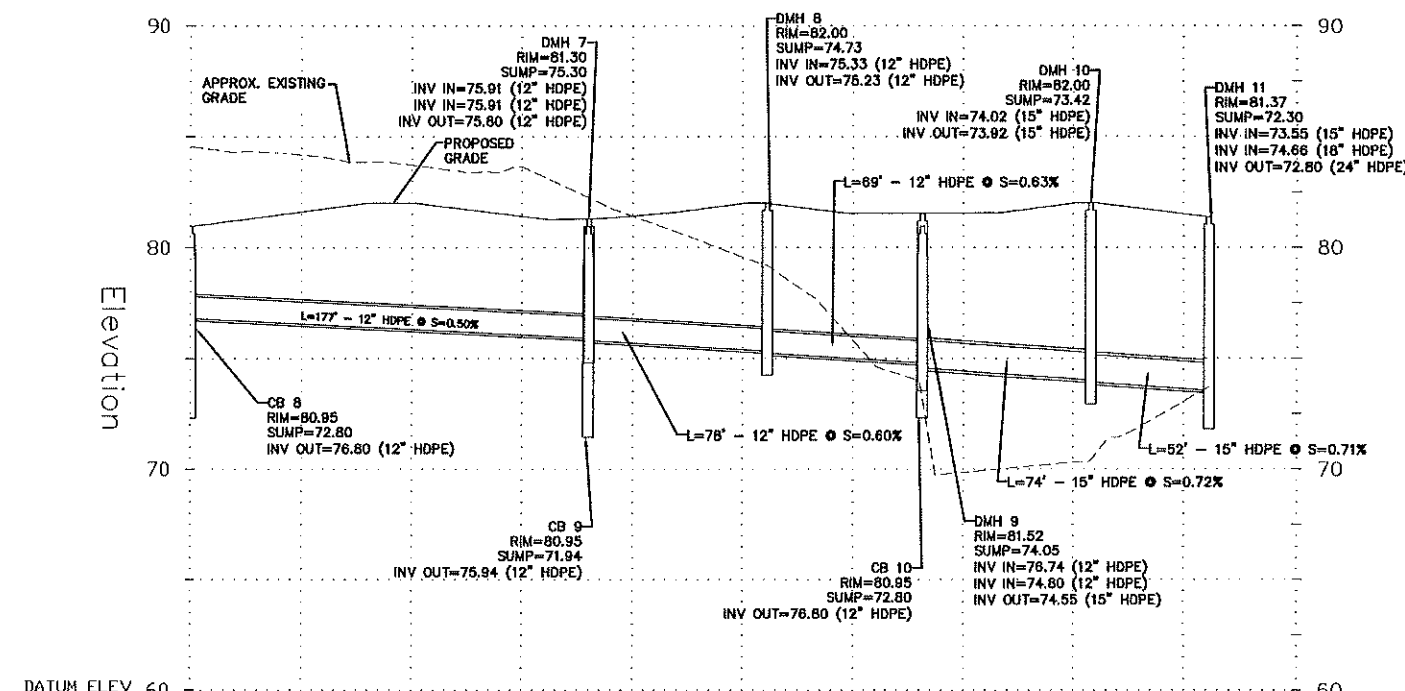 90
DMH 7
RIM=81.30
SUMP=75.30
INV IN=75.91 (12" HDPE)
INV IN=75.91 (12" HDPE)
INV OUT=75.80 (12" HDPE)
DMH 8
RIM=82.00
SUMP=74.73
INV IN=75.33 (12" HDPE)
INV OUT=75.23 (12" HDPE)
90
APPROX. EXISTING
GRADE
PROPOSED
GRADE
DMH 10
RIM=82.00
SUMP=73.42
INV IN=74.02 (15" HDPE)
INV OUT=73.92 (15" HDPE)
DMH 11
RIM=81.37
SUMP=72.30
INV IN=73.55 (15" HDPE)
INV IN=74.66 (18" HDPE)
INV OUT=72.80 (24" HDPE)
L=69' - 12" HDPE @ S=0.63%
80
80
Elevation
L=177' - 12" HDPE @ S=0.50%
CB 8
RIM=80.95
SUMP=72.80
INV OUT=76.80 (12" HDPE)
L=78' - 12" HDPE @ S=0.60%
L=52' - 15" HDPE @ S=0.71%
L=74' - 15" HDPE @ S=0.72%
70
70
CB 9
RIM=80.95
SUMP=71.94
INV OUT=75.94 (12" HDPE)
CB 10
RIM=80.95
SUMP=72.80
INV OUT=76.80 (12" HDPE)
DMH 9
RIM=81.52
SUMP=74.05
INV IN=76.74 (12" HDPE)
INV IN=74.80 (12" HDPE)
INV OUT=74.55 (15" HDPE)
DATUM ELEV 60
60